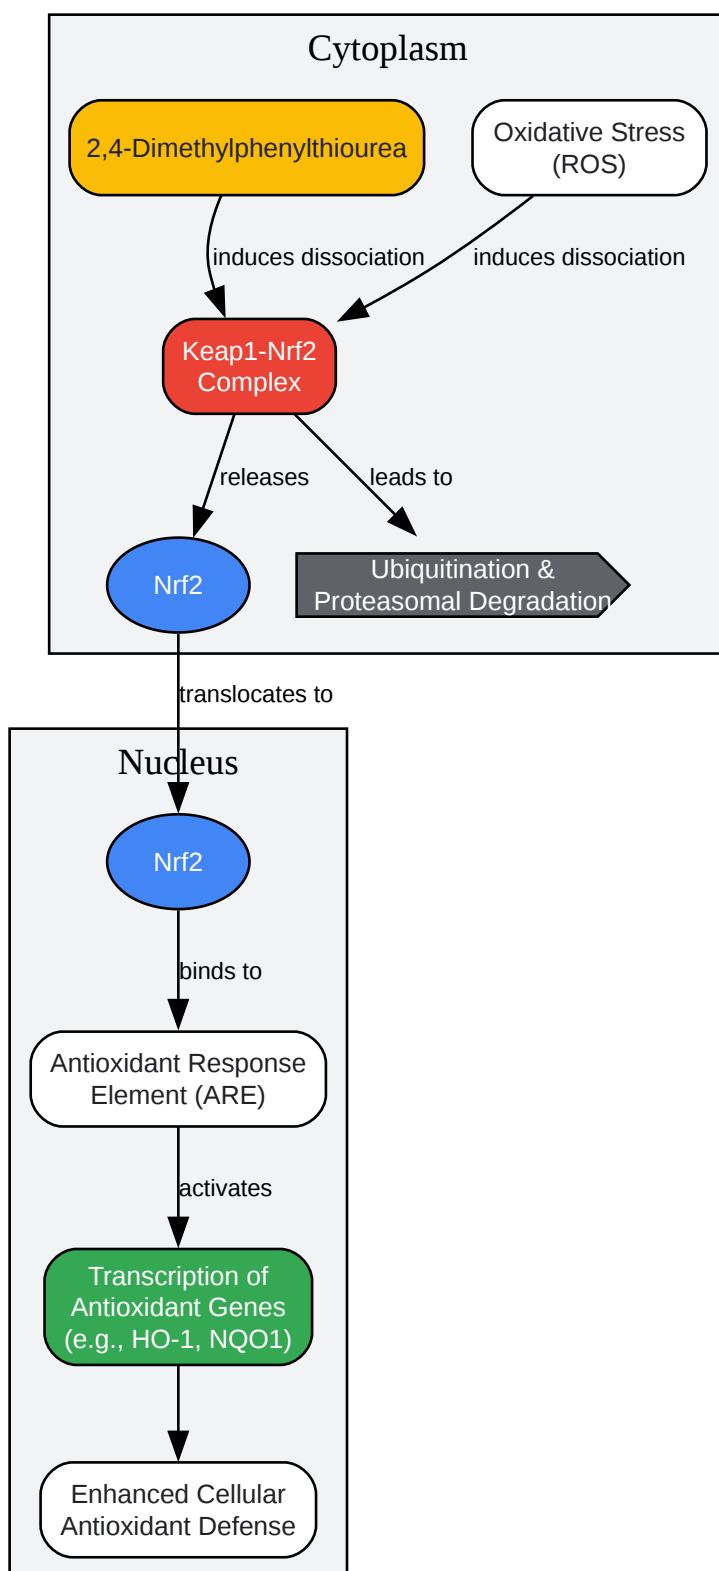 Cytoplasm
2,4-Dimethylphenylthiourea
Oxidative Stress
(ROS)
induces dissociation
induces dissociation
Keap1-Nrf2
Complex
releases
leads to
Nrf2
Ubiquitination &
Proteasomal Degradation
translocates to
Nucleus
Nrf2
binds to
Antioxidant Response
Element (ARE)
activates
Transcription of
Antioxidant Genes
(e.g., HO-1, NQO1)
Enhanced Cellular
Antioxidant Defense